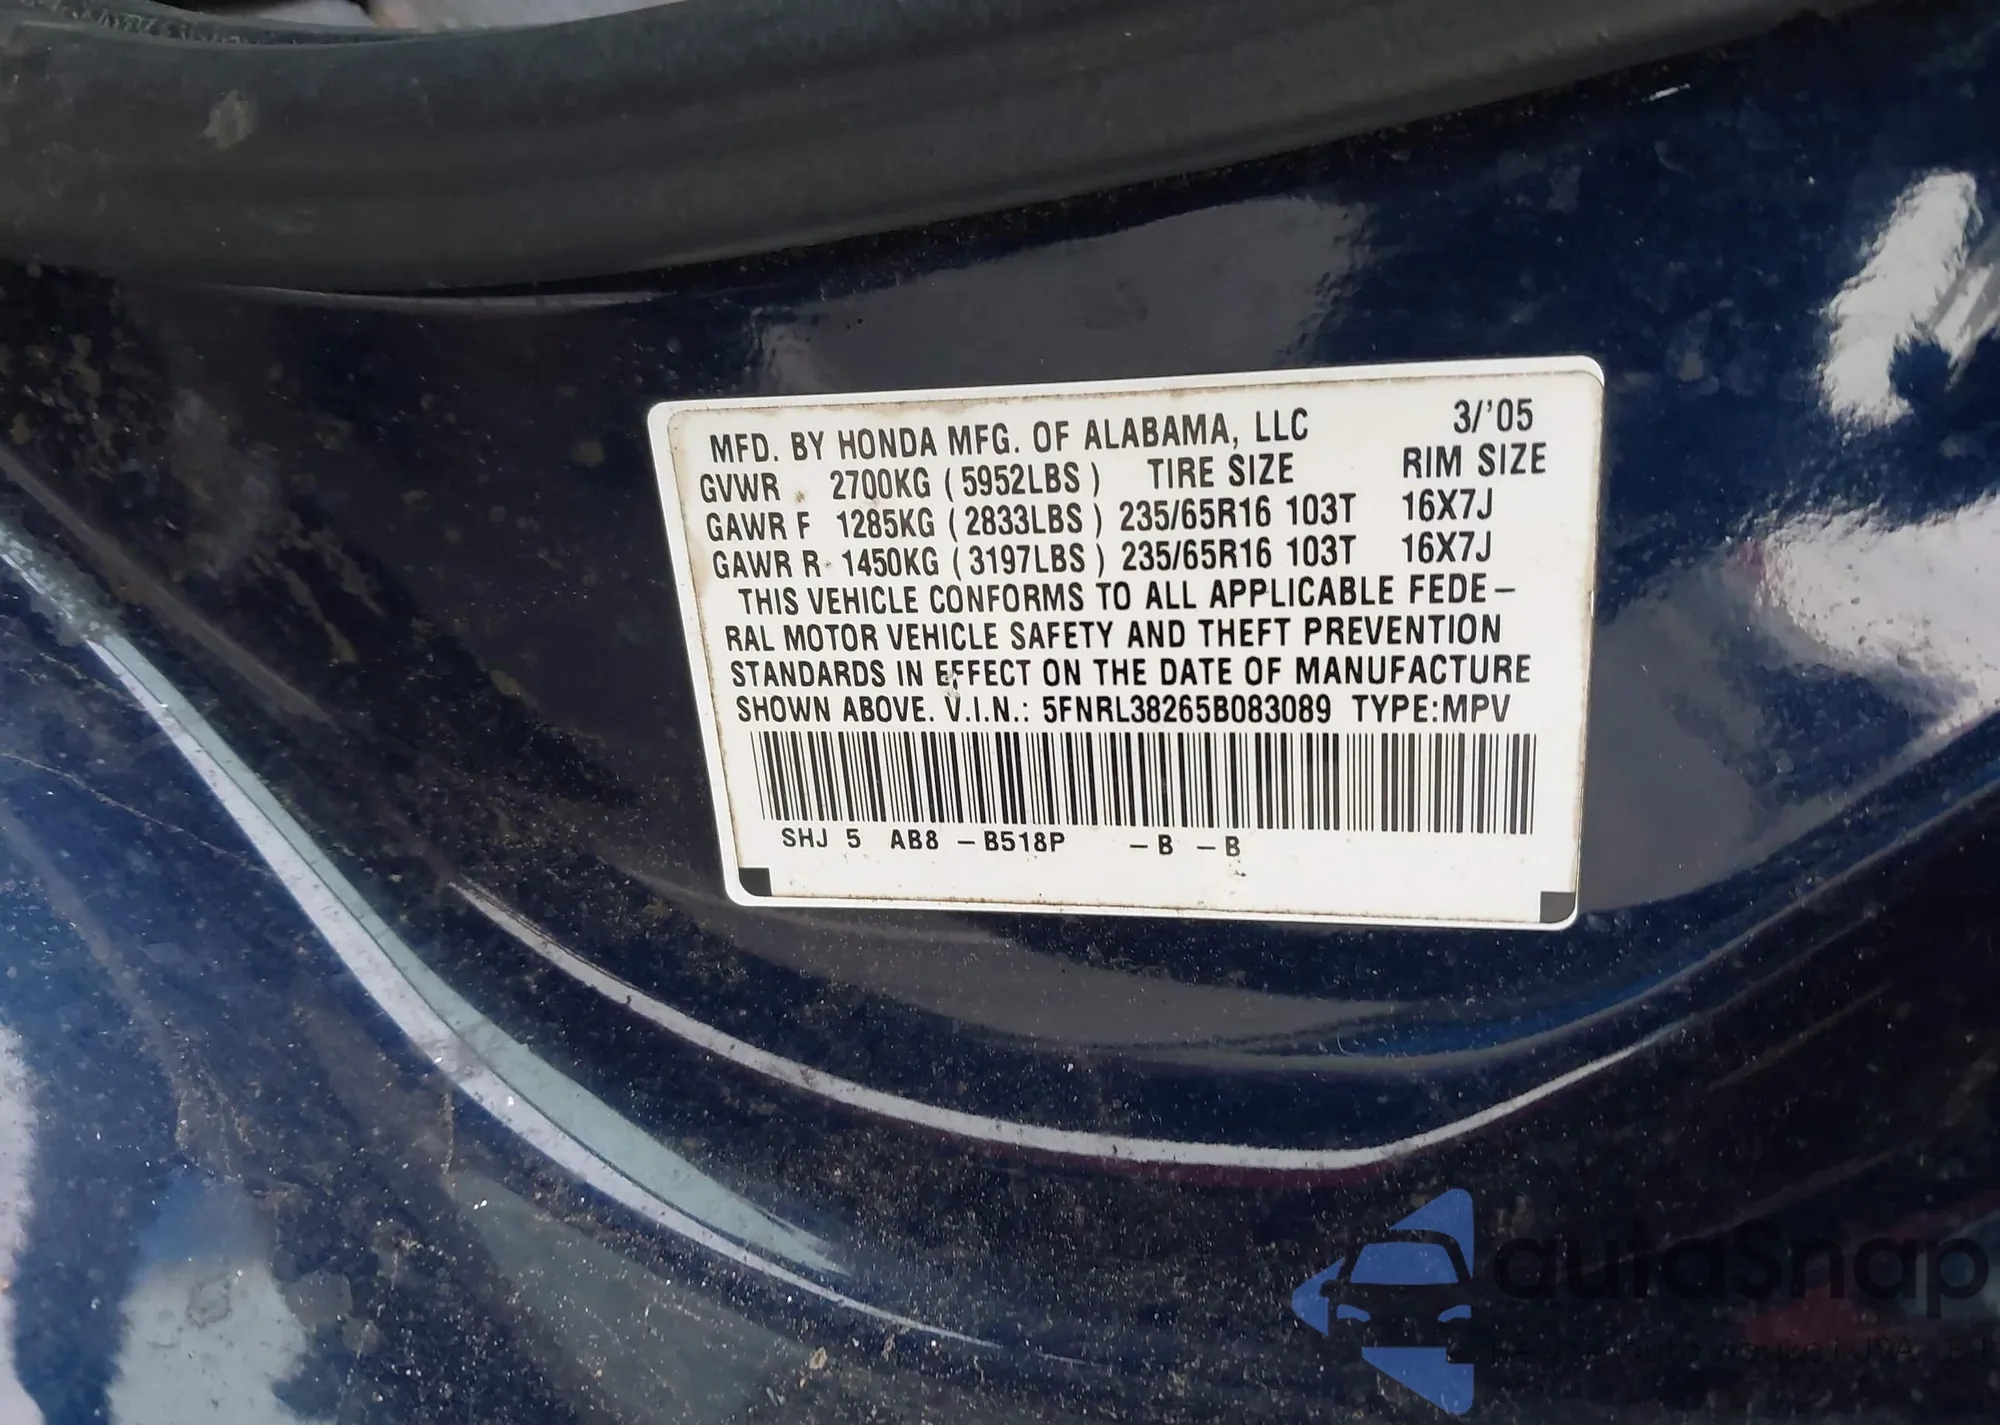 MFD. BY HONDA MFG. OF ALABAMA, LLC 3/'05
GVWR 2700KG (5952LBS) TIRE SIZE RIM SIZE
GAWR F 1285KG (2833LBS) 235/65R16 103T 16X7J
GAWR R 1450KG (3197LBS) 235/65R16 103T 16X7J
THIS VEHICLE CONFORMS TO ALL APPLICABLE FEDE-
RAL MOTOR VEHICLE SAFETY AND THEFT PREVENTION
STANDARDS IN EFFECT ON THE DATE OF MANUFACTURE
SHOWN ABOVE. V.I.N.: 5FNRL38265B083089 TYPE:MPV
SHJ 5 AB8 -B518P -B -B